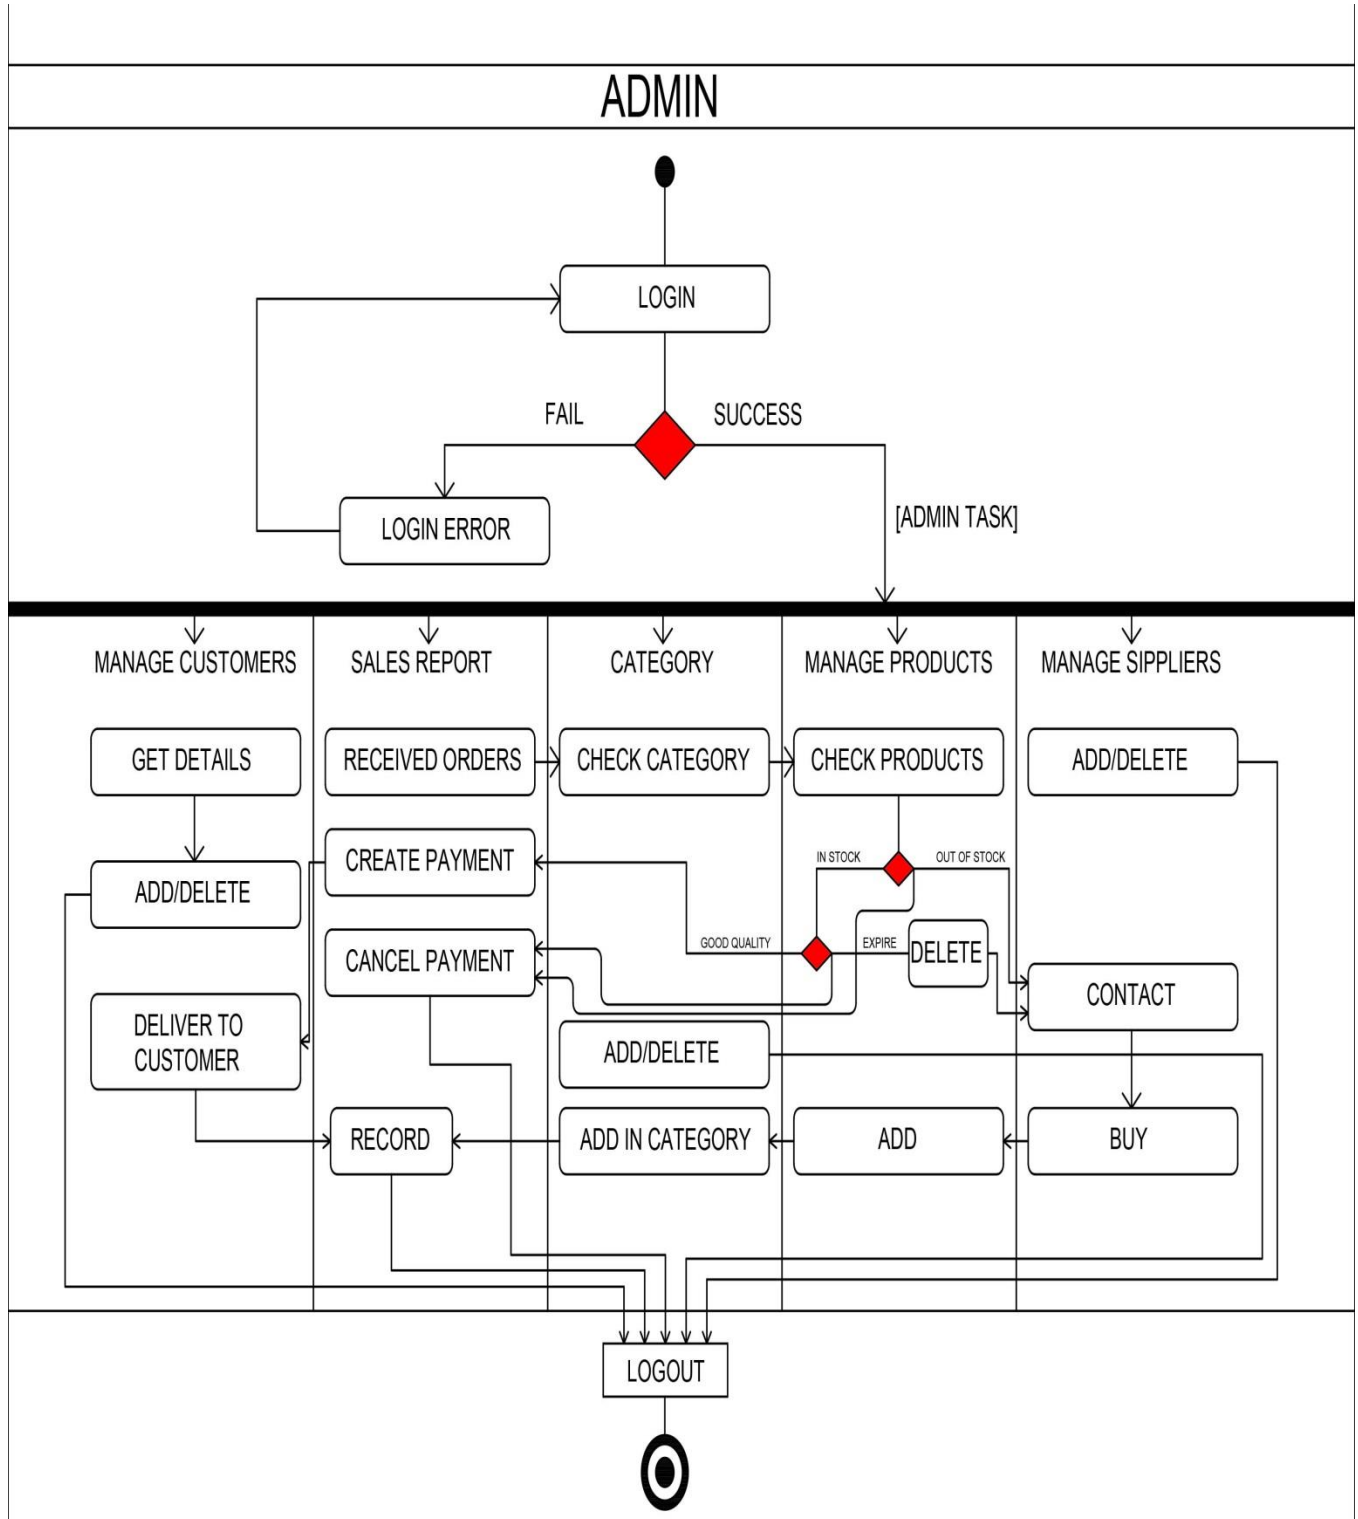 ADMIN
LOGIN
FAIL
SUCCESS
LOGIN ERROR
[ADMIN TASK]
MANAGE CUSTOMERS
SALES REPORT
CATEGORY
MANAGE PRODUCTS
MANAGE SIPPLIERS
GET DETAILS
RECEIVED ORDERS
CHECK CATEGORY
CHECK PRODUCTS
ADD/DELETE
CREATE PAYMENT
IN STOCK
OUT OF STOCK
ADD/DELETE
CANCEL PAYMENT
GOOD QUALITY
EXPIRE
DELETE
CONTACT
DELIVER TO
CUSTOMER
ADD/DELETE
RECORD
ADD IN CATEGORY
ADD
BUY
LOGOUT